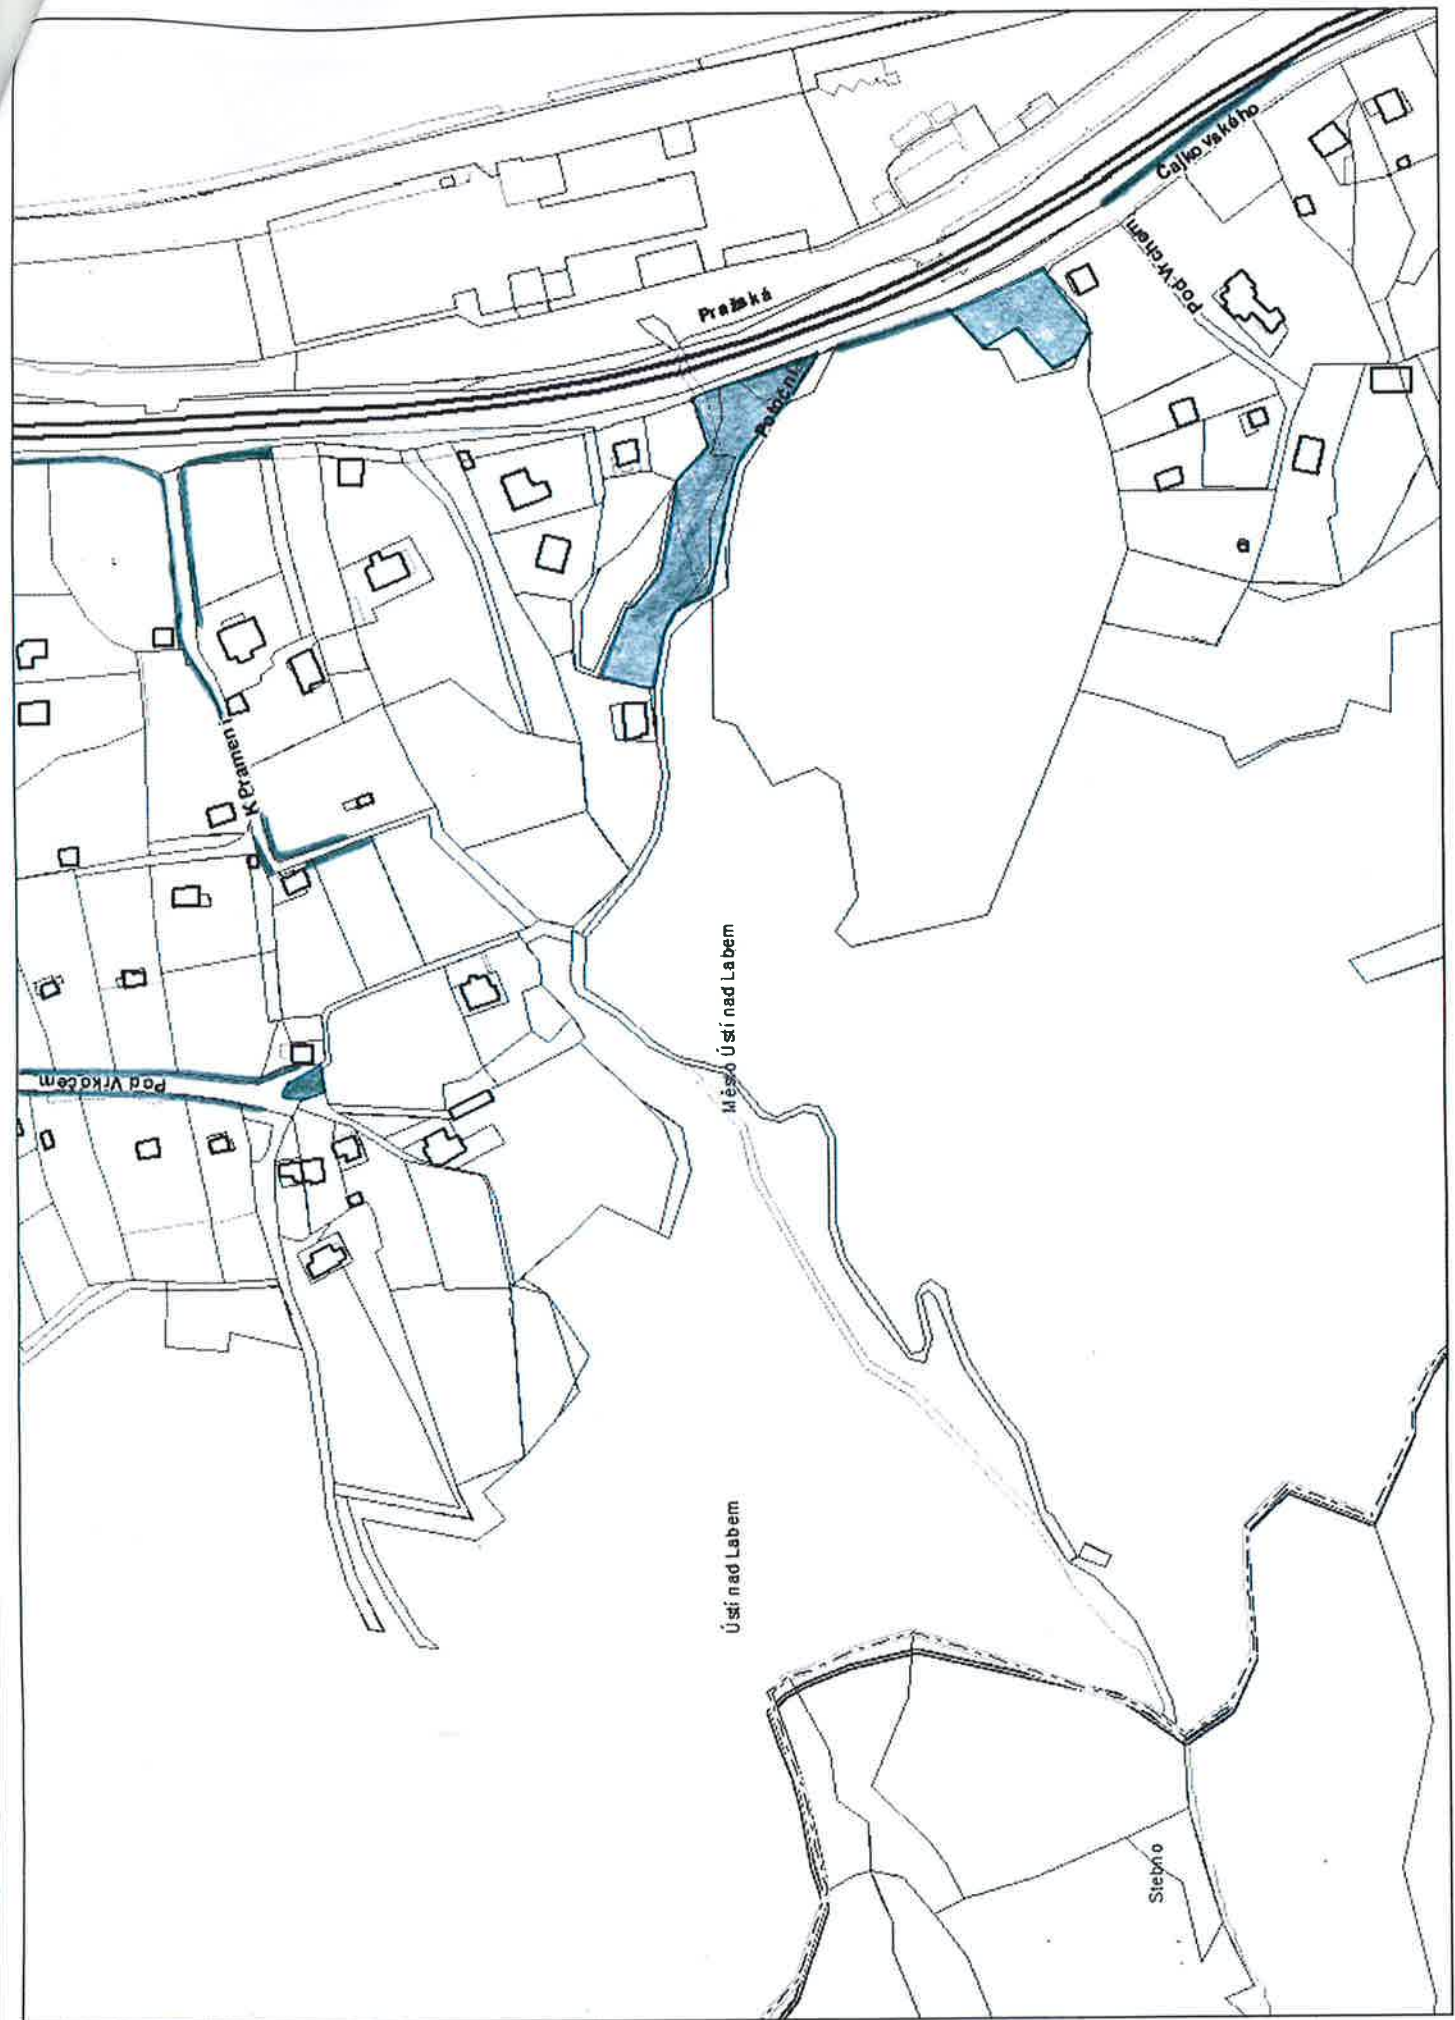 Čajkovského
Pod Vrchem
Pražská
Potoční
K Prameni
Město Ústí nad Labem
Pod Vrkočem
Ústí nad Labem
Stebno